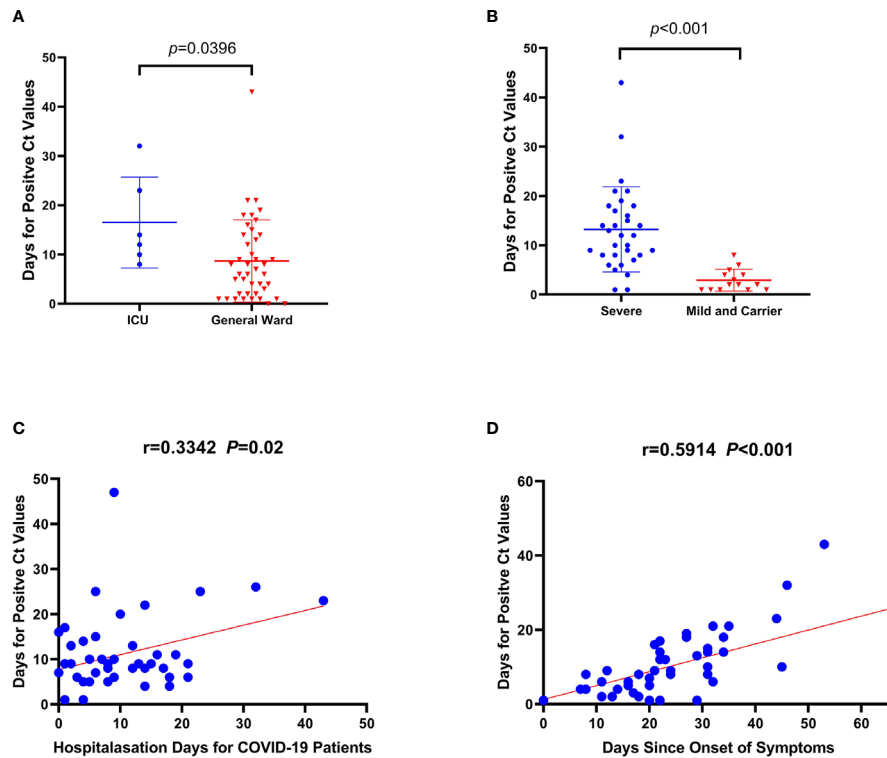 A
p=0.0396
Days for Positve Ct Values
50
40
30
20
10
0
ICU
General Ward
B
p<0.001
Days for Positve Ct Values
50
40
30
20
10
0
Severe
Mild and Carrier
C
r=0.3342 P=0.02
Days for Positve Ct Values
50
40
30
20
10
0
0
10
20
30
40
50
Hospitalasation Days for COVID-19 Patients
D
r=0.5914 P<0.001
Days for Positve Ct Values
60
40
20
0
0
20
40
60
Days Since Onset of Symptoms